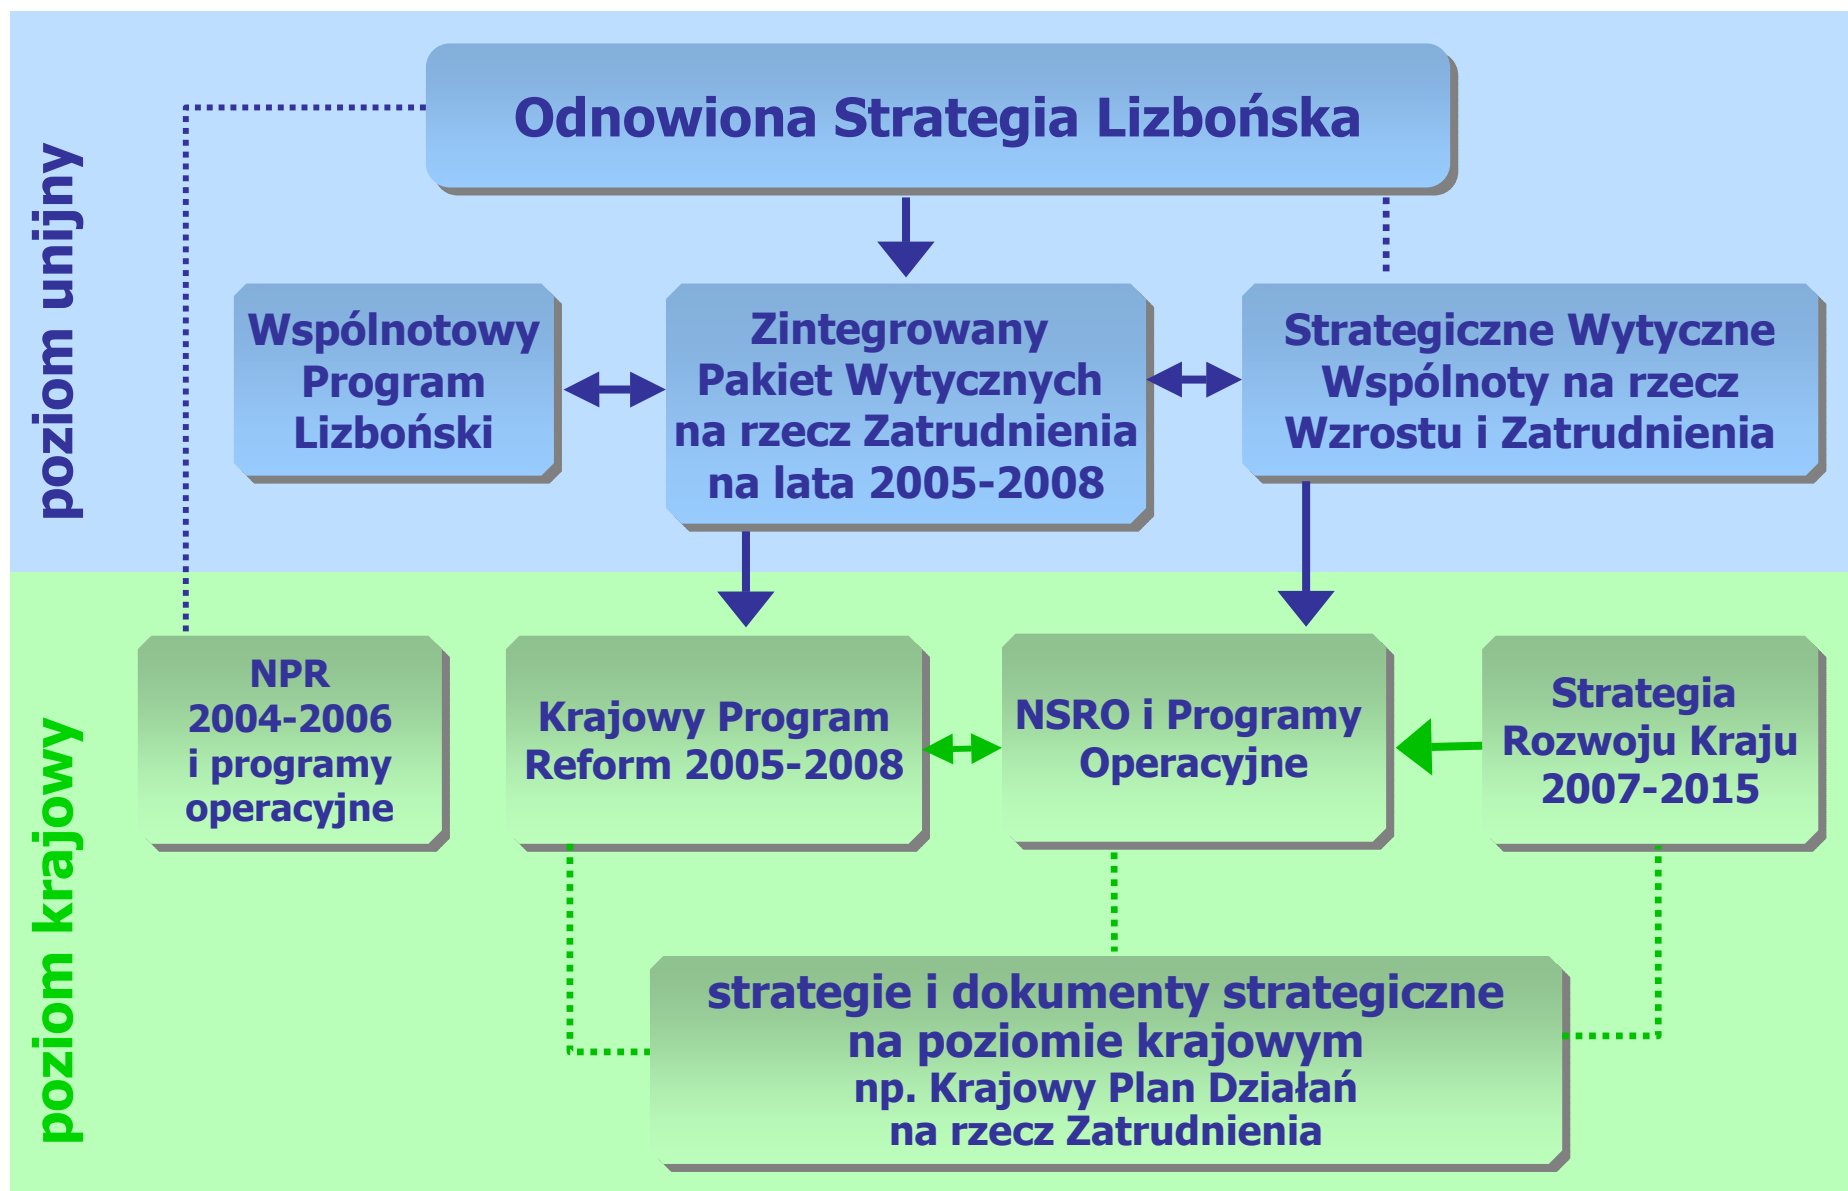 poziom unijny
Odnowiona Strategia Lizbońska
Wspólnotowy
Program
Lizboński
Zintegrowany
Pakiet Wytycznych
na rzecz Zatrudnienia
na lata 2005-2008
Strategiczne Wytyczne
Wspólnoty na rzecz
Wzrostu i Zatrudnienia
poziom krajowy
NPR
2004-2006
i programy
operacyjne
Krajowy Program
Reform 2005-2008
NSRO i Programy
Operacyjne
Strategia
Rozwoju Kraju
2007-2015
strategie i dokumenty strategiczne
na poziomie krajowym
np. Krajowy Plan Działań
na rzecz Zatrudnienia